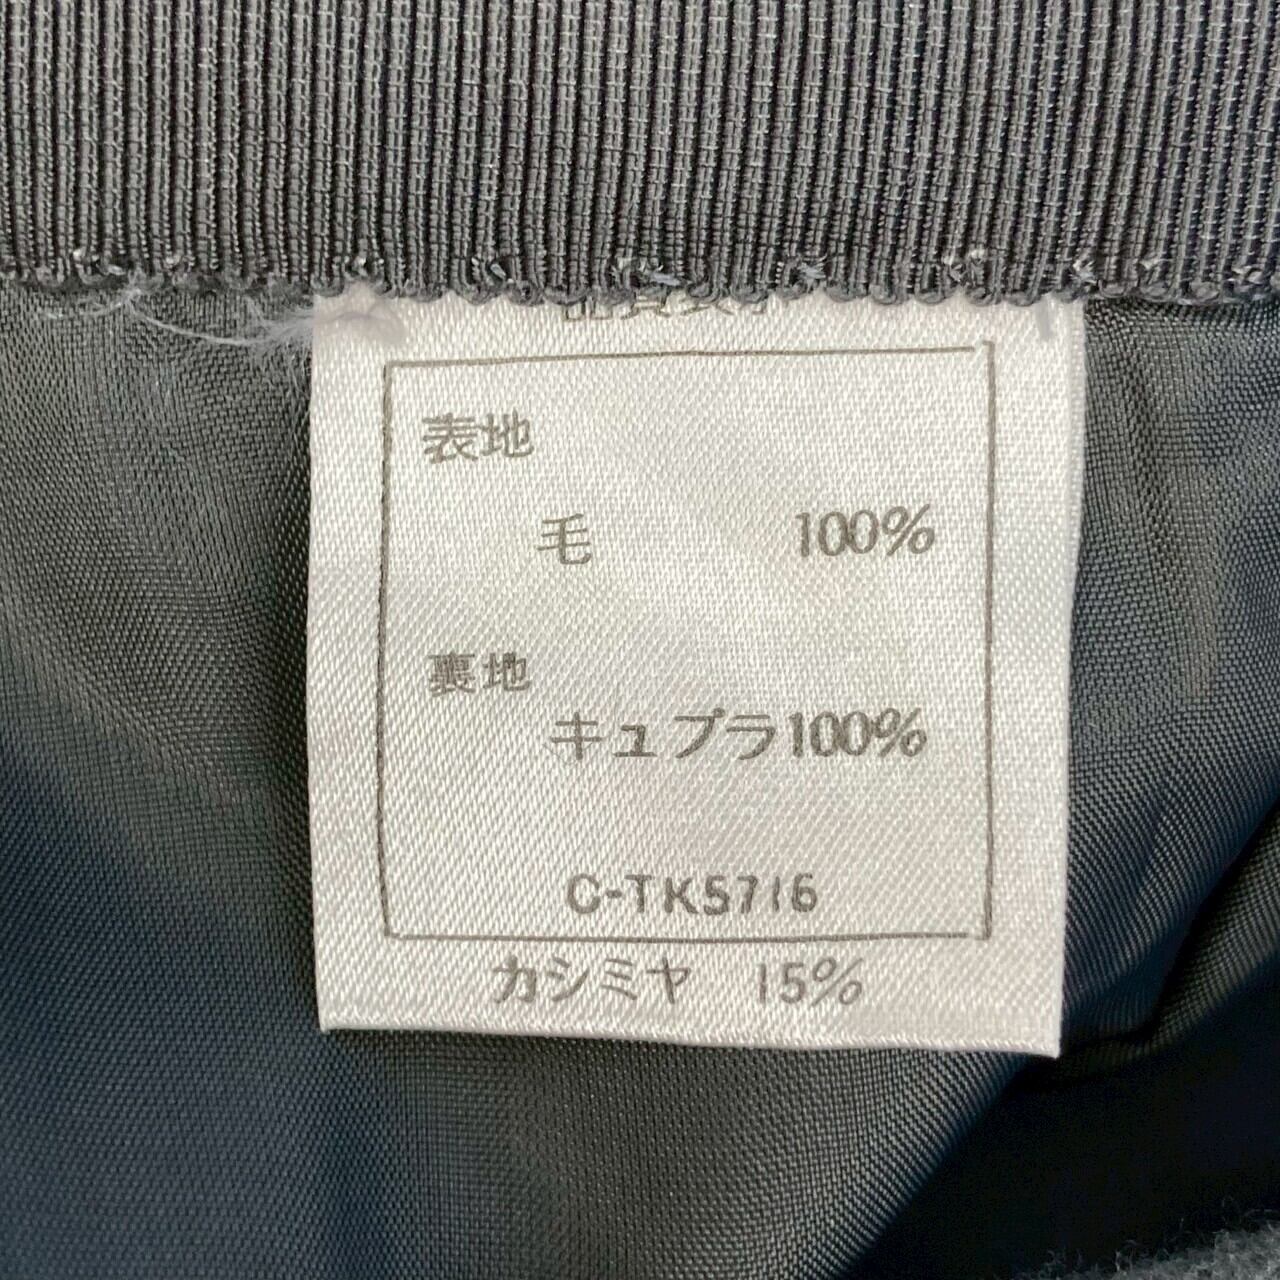 表地
毛 100%
裏地
キュプラ100%
C-TK5716
カシミヤ 15%